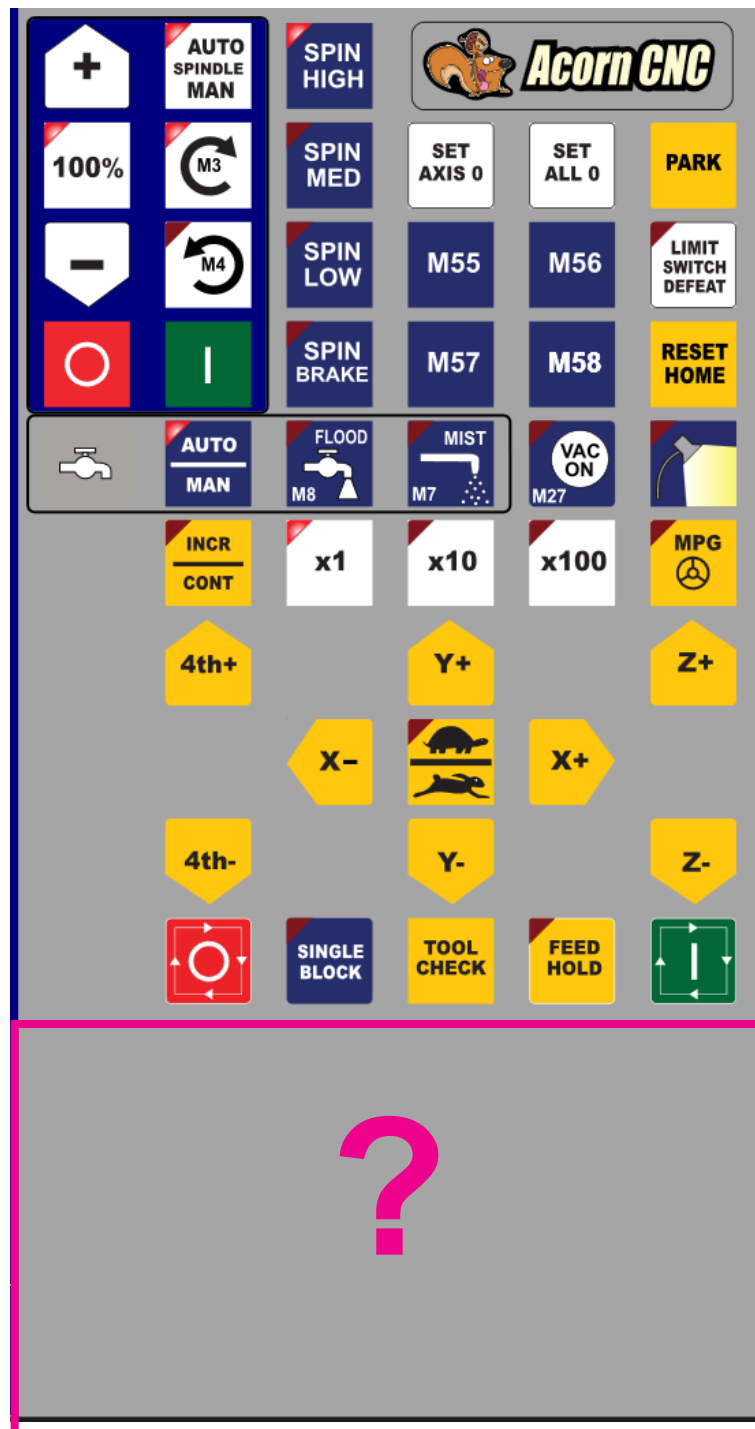 +
AUTO
SPINDLE
MAN
SPIN
HIGH
Acorn CNC
100%
M3
SPIN
MED
SET
AXIS 0
SET
ALL 0
PARK
–
M4
SPIN
LOW
M55
M56
LIMIT
SWITCH
DEFEAT
SPIN
BRAKE
M57
M58
RESET
HOME
AUTO
MAN
FLOOD
M8
MIST
M7
VAC
ON
M27
INCR
CONT
x1
x10
x100
MPG
4th+
Y+
Z+
X–
X+
4th-
Y-
Z-
SINGLE
BLOCK
TOOL
CHECK
FEED
HOLD
?